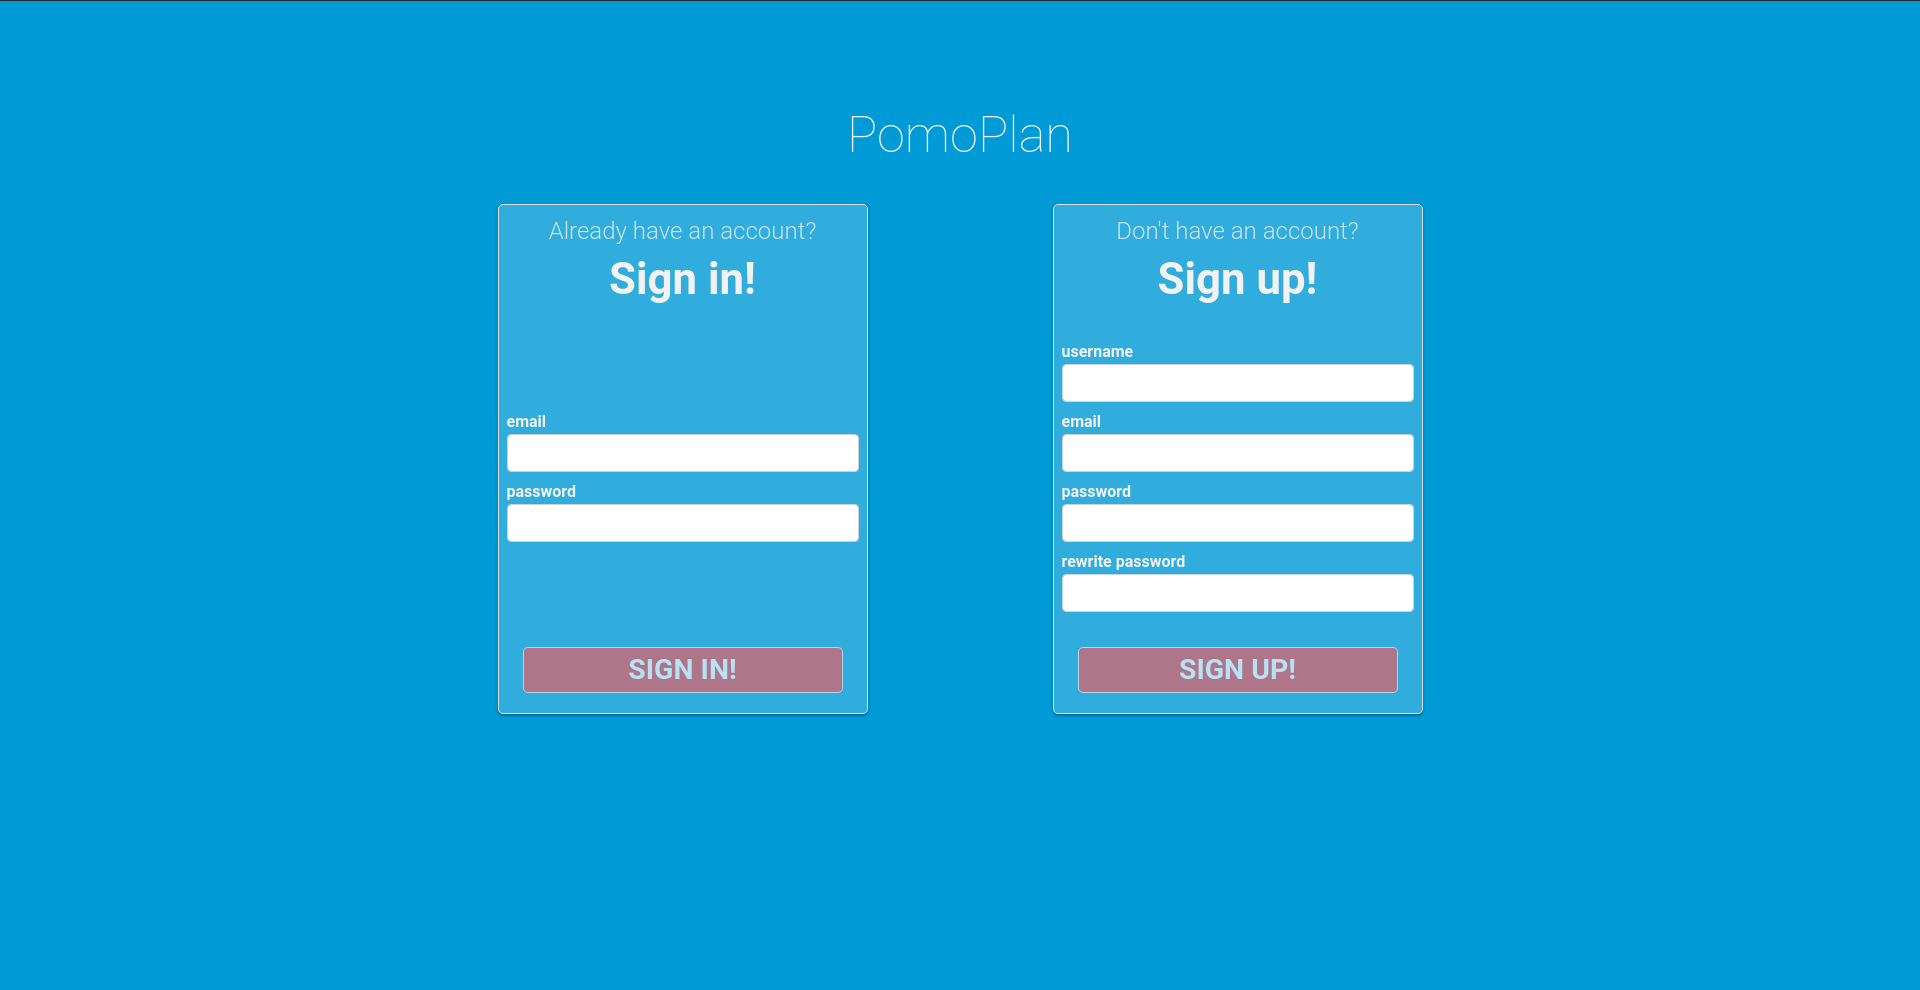 PomoPlan
Already have an account?
Sign in!
email
password
SIGN IN!
Don't have an account?
Sign up!
username
email
password
rewrite password
SIGN UP!